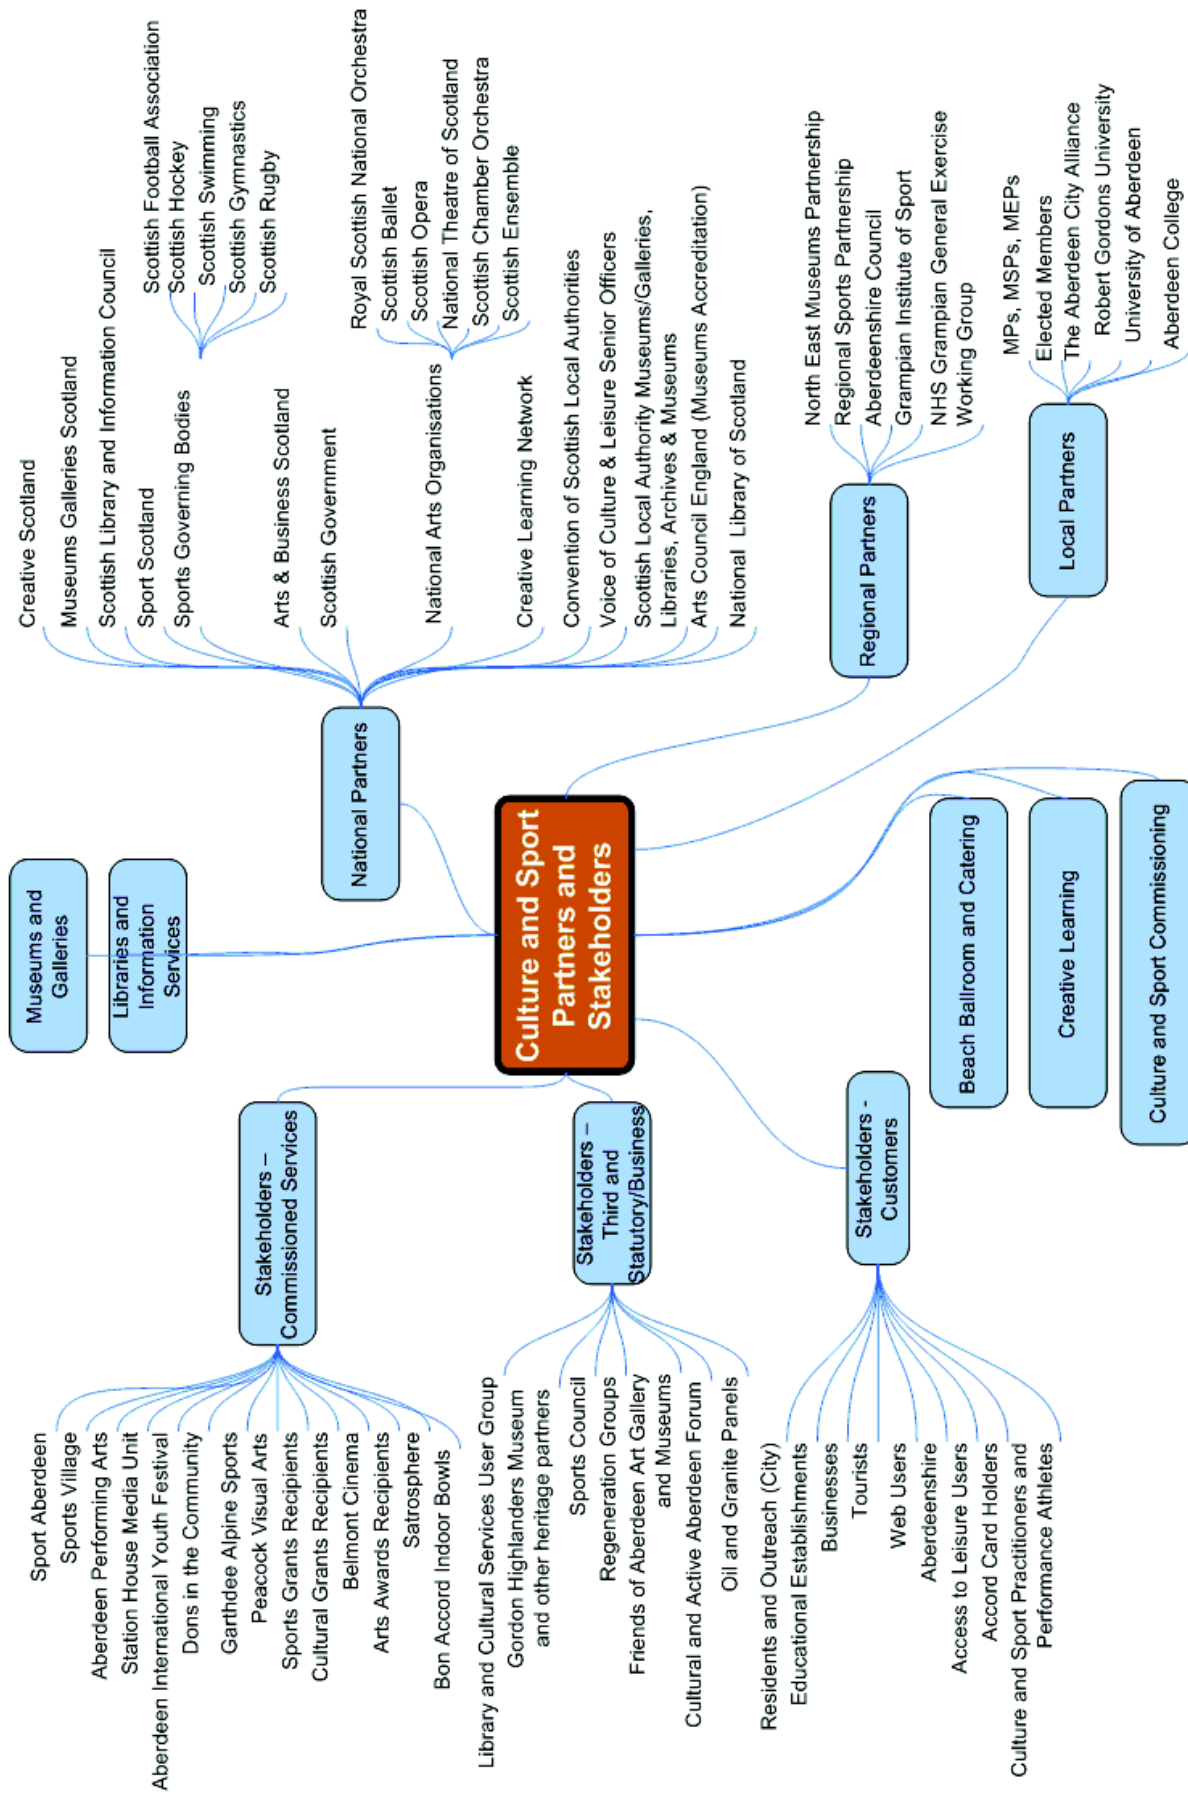 Museums and
Galleries
Libraries and
Information
Services
Culture and Sport
Partners and
Stakeholders
National Partners
Creative Scotland
Museums Galleries Scotland
Scottish Library and Information Council
Sport Scotland
Sports Governing Bodies
Scottish Football Association
Scottish Hockey
Scottish Swimming
Scottish Gymnastics
Scottish Rugby
Arts & Business Scotland
Scottish Government
National Arts Organisations
Royal Scottish National Orchestra
Scottish Ballet
Scottish Opera
National Theatre of Scotland
Scottish Chamber Orchestra
Scottish Ensemble
Creative Learning Network
Convention of Scottish Local Authorities
Voice of Culture & Leisure Senior Officers
Scottish Local Authority Museums/Galleries,
Libraries, Archives & Museums
Arts Council England (Museums Accreditation)
National Library of Scotland
Regional Partners
North East Museums Partnership
Regional Sports Partnership
Aberdeenshire Council
Grampian Institute of Sport
NHS Grampian General Exercise
Working Group
Local Partners
MPs, MSPs, MEPs
Elected Members
The Aberdeen City Alliance
Robert Gordons University
University of Aberdeen
Aberdeen College
Stakeholders –
Commissioned Services
Sport Aberdeen
Sports Village
Aberdeen Performing Arts
Station House Media Unit
Aberdeen International Youth Festival
Dons in the Community
Garthdee Alpine Sports
Peacock Visual Arts
Sports Grants Recipients
Cultural Grants Recipients
Belmont Cinema
Arts Awards Recipients
Satrosphere
Bon Accord Indoor Bowls
Stakeholders –
Third and
Statutory/Business
Library and Cultural Services User Group
Gordon Highlanders Museum
and other heritage partners
Sports Council
Regeneration Groups
Friends of Aberdeen Art Gallery
and Museums
Cultural and Active Aberdeen Forum
Oil and Granite Panels
Stakeholders -
Customers
Residents and Outreach (City)
Educational Establishments
Businesses
Tourists
Web Users
Aberdeenshire
Access to Leisure Users
Accord Card Holders
Culture and Sport Practitioners and
Performance Athletes
Beach Ballroom and Catering
Creative Learning
Culture and Sport Commissioning